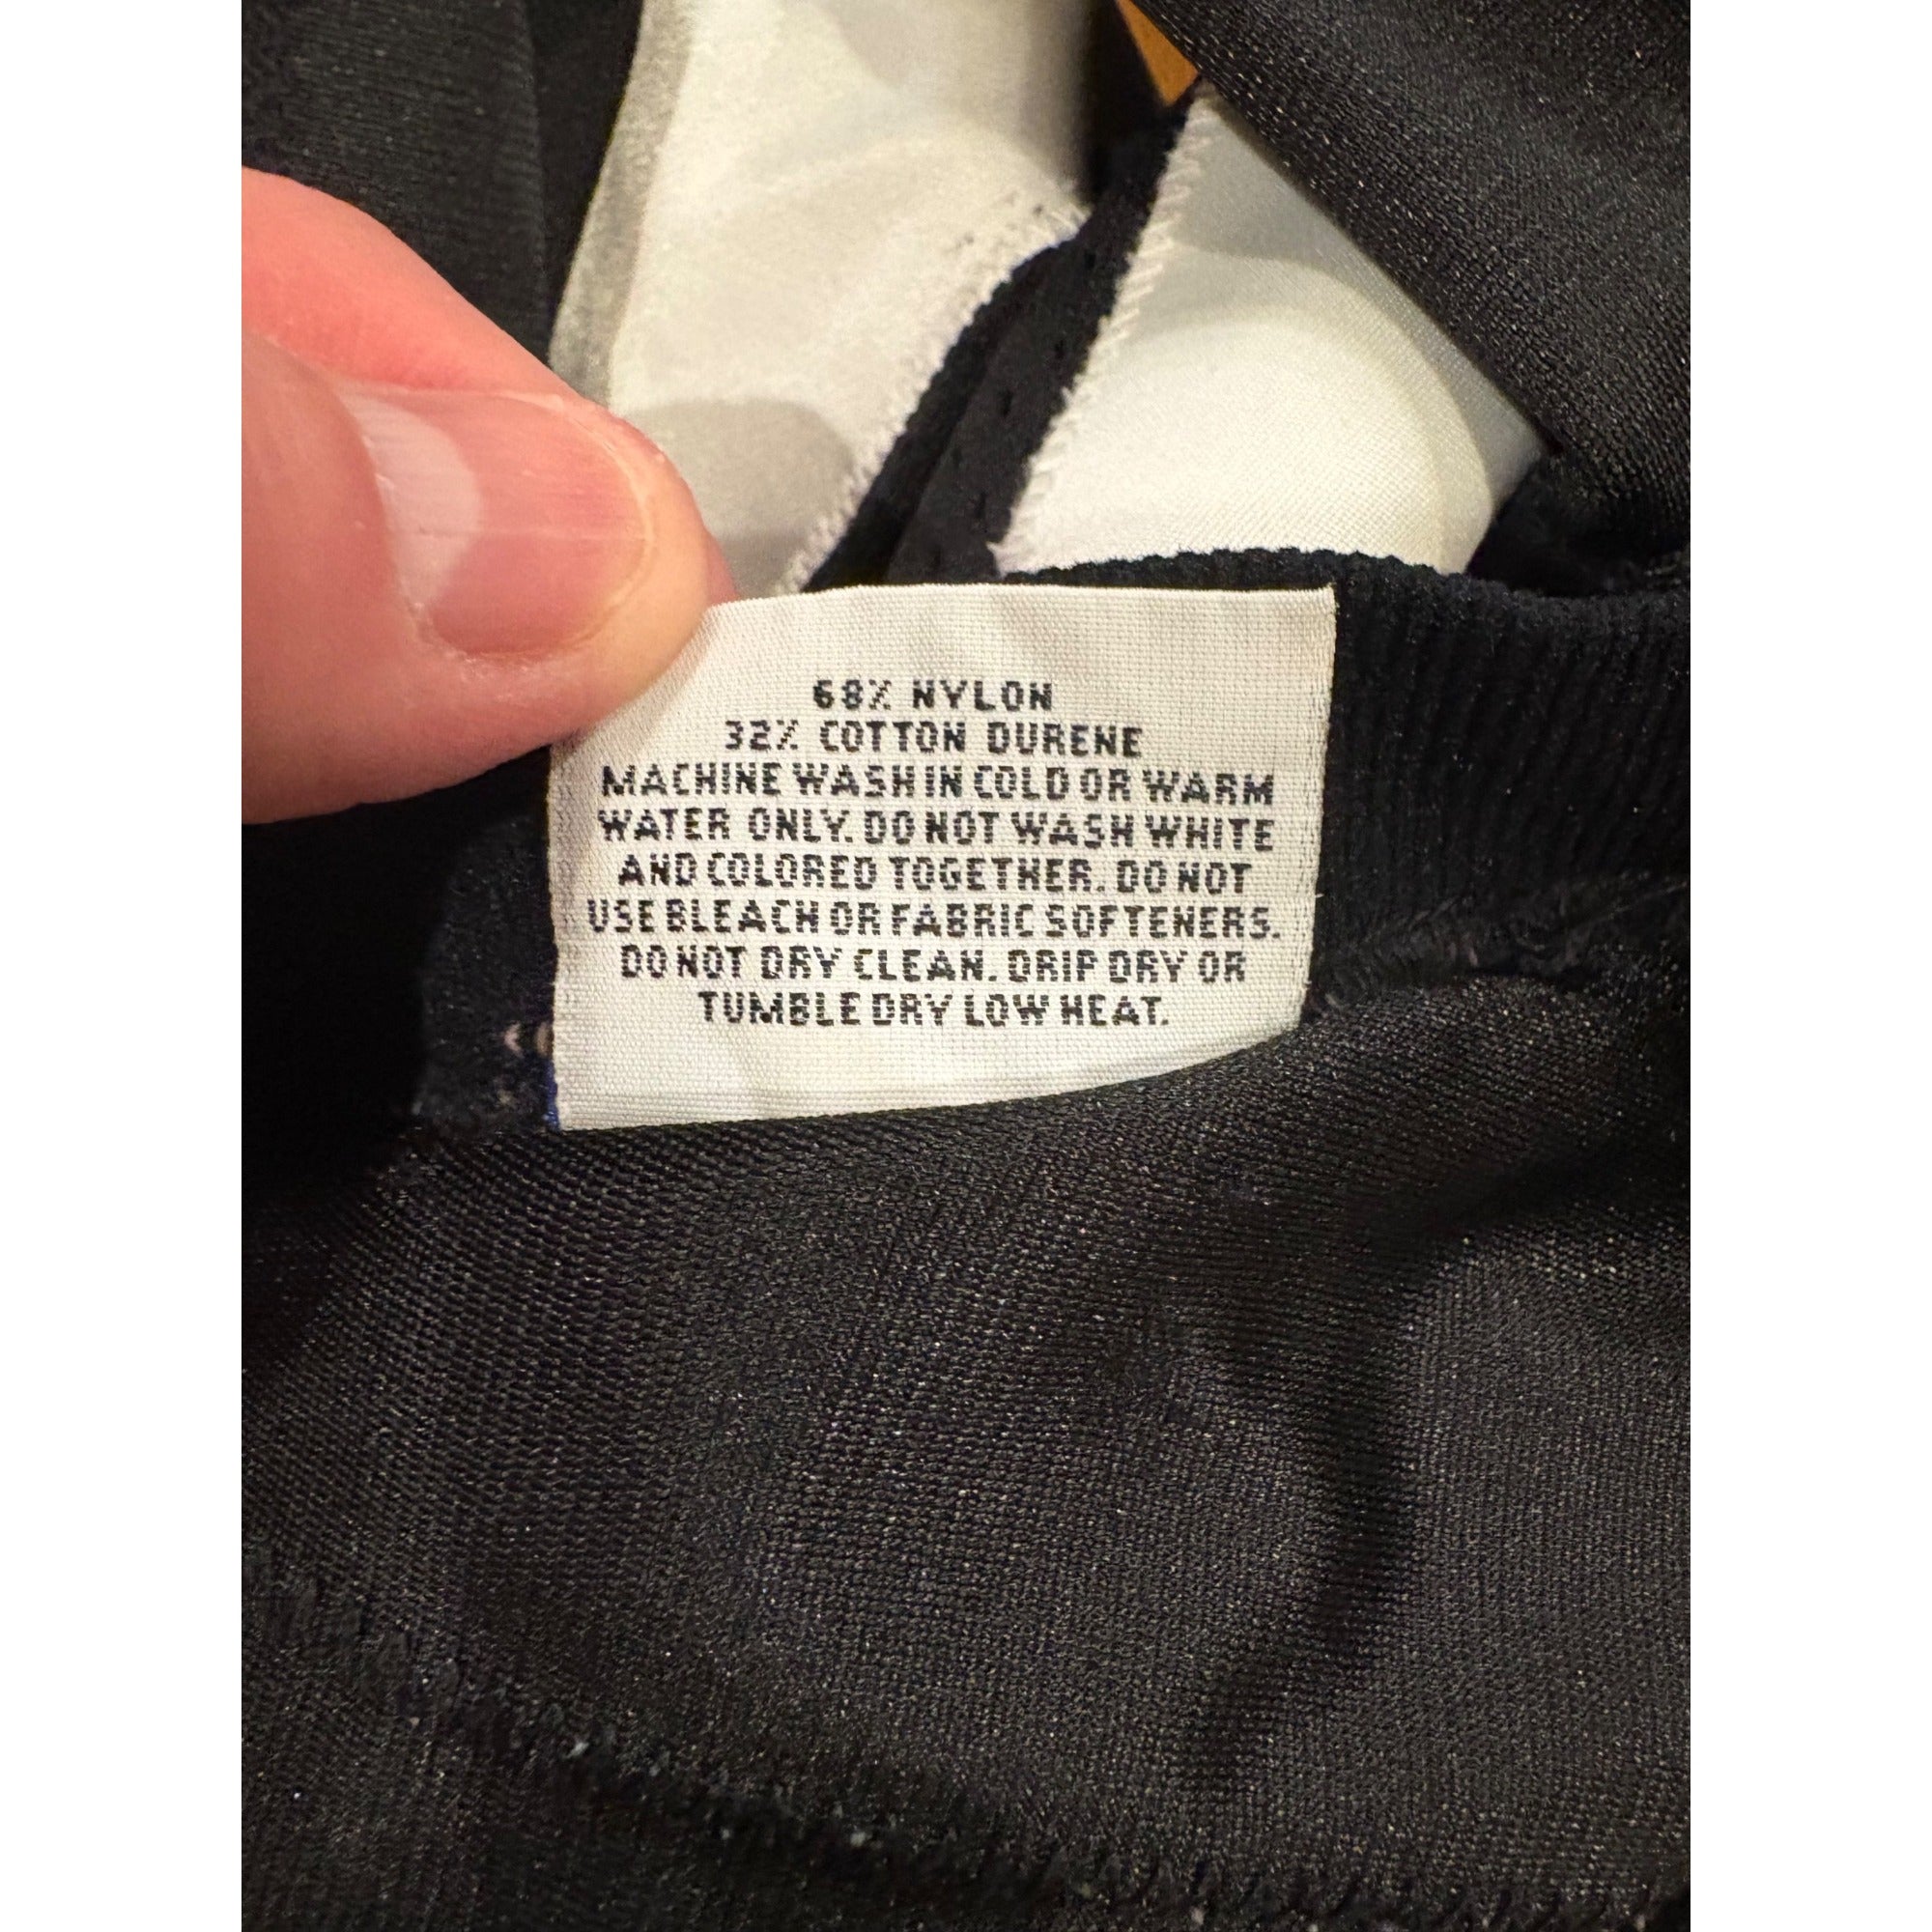 68% NYLON
32% COTTON DURENE
MACHINE WASH IN COLD OR WARM
WATER ONLY. DO NOT WASH WHITE
AND COLORED TOGETHER. DO NOT
USE BLEACH OR FABRIC SOFTENERS.
DO NOT DRY CLEAN. DRIP DRY OR
TUMBLE DRY LOW HEAT.